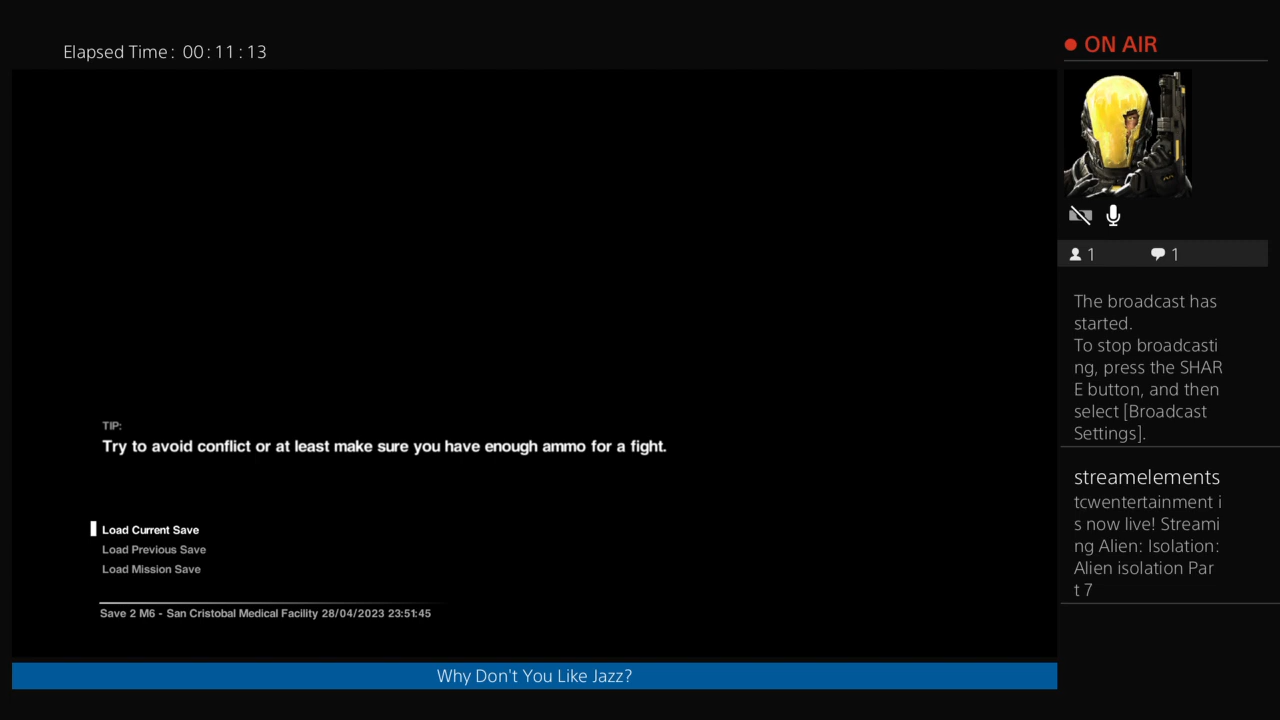 Elapsed Time: 00:11:13
ON AIR
1 1
The broadcast has
started.
To stop broadcasti
ng, press the SHAR
E button, and then
select [Broadcast
Settings].
streamelements
tcwentertainment i
s now live! Streami
ng Alien: Isolation:
Alien isolation Par
t 7
TIP:
Try to avoid conflict or at least make sure you have enough ammo for a fight.
Load Current Save
Load Previous Save
Load Mission Save
Save 2 M6 - San Cristobal Medical Facility 28/04/2023 23:51:45
Why Don't You Like Jazz?